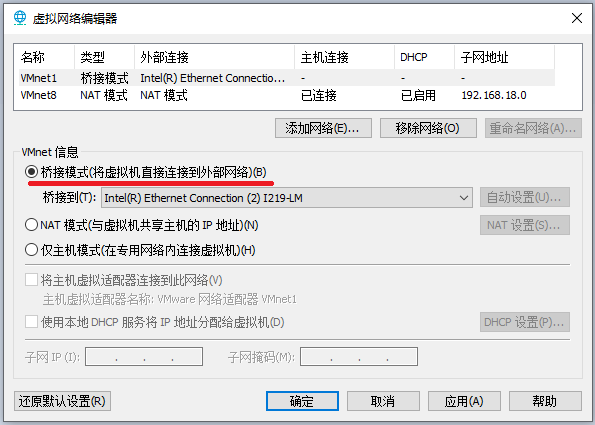 虚拟网络编辑器
名称 类型 外部连接 主机连接 DHCP 子网地址
VMnet1 桥接模式 Intel(R) Ethernet Connectio... - - -
VMnet8 NAT 模式 NAT 模式 已连接 已启用 192.168.18.0
添加网络(E)... 移除网络(O) 重命名网络(A)...
VMnet 信息
桥接模式(将虚拟机直接连接到外部网络)(B)
桥接到(T): Intel(R) Ethernet Connection (2) I219-LM 自动设置(U)...
NAT 模式(与虚拟机共享主机的 IP 地址)(N) NAT 设置(S)...
仅主机模式(在专用网络内连接虚拟机)(H)
将主机虚拟适配器连接到此网络(V)
主机虚拟适配器名称: VMware 网络适配器 VMnet1
使用本地 DHCP 服务将 IP 地址分配给虚拟机(D) DHCP 设置(P)...
子网 IP (I): . . . 子网掩码(M): . . .
还原默认设置(R) 确定 取消 应用(A) 帮助